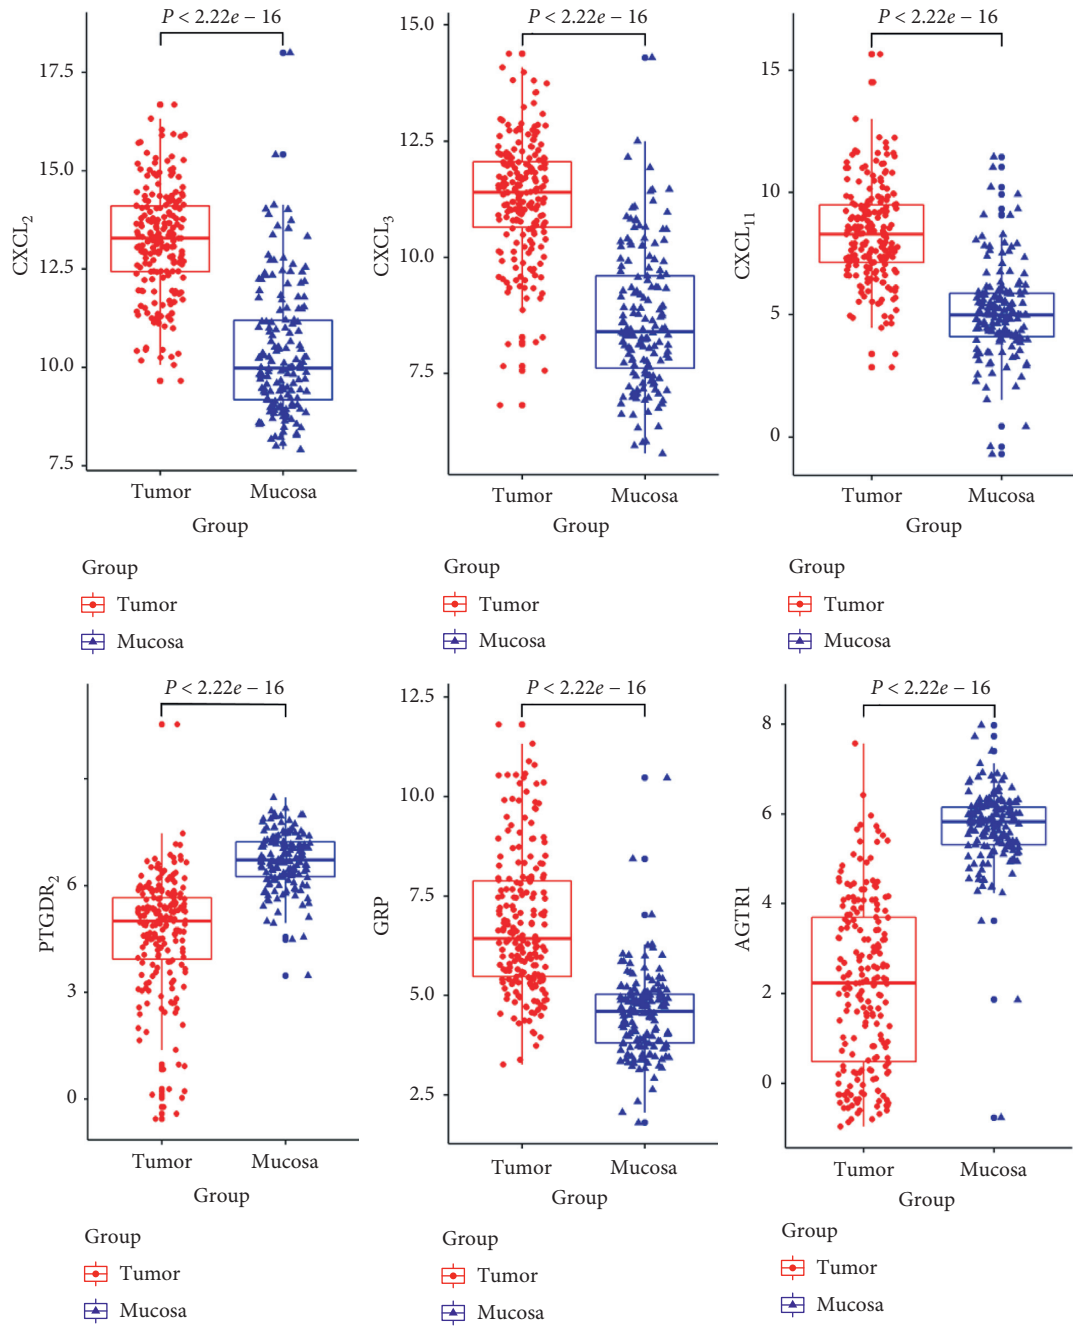 P < 2.22e − 16
CXCL2
17.5
15.0
12.5
10.0
7.5
Tumor Mucosa
Group
Group
Tumor
Mucosa
P < 2.22e − 16
CXCL3
15.0
12.5
10.0
7.5
Tumor Mucosa
Group
Group
Tumor
Mucosa
P < 2.22e − 16
CXCL11
15
10
5
0
Tumor Mucosa
Group
Group
Tumor
Mucosa
P < 2.22e − 16
PTGDR2
6
3
0
Tumor Mucosa
Group
Group
Tumor
Mucosa
P < 2.22e − 16
GRP
12.5
10.0
7.5
5.0
2.5
Tumor Mucosa
Group
Group
Tumor
Mucosa
P < 2.22e − 16
AGTR1
8
6
4
2
0
Tumor Mucosa
Group
Group
Tumor
Mucosa